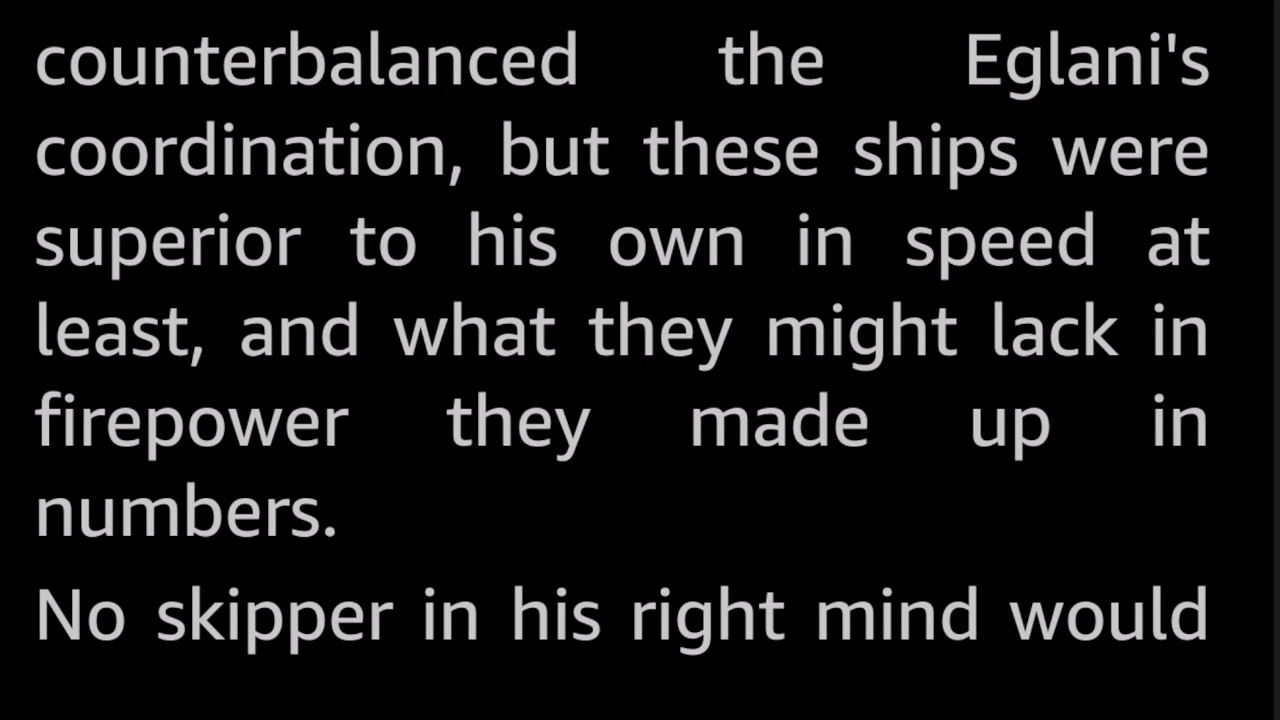 counterbalanced the Eglani's
coordination, but these ships were
superior to his own in speed at
least, and what they might lack in
firepower they made up in
numbers.
No skipper in his right mind would